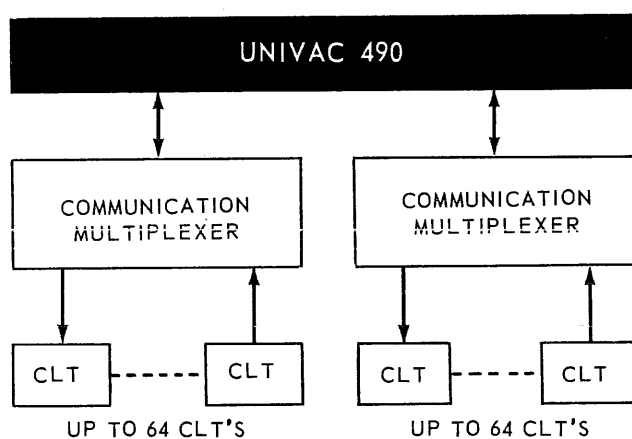 UNIVAC 490
COMMUNICATION
MULTIPLEXER
COMMUNICATION
MULTIPLEXER
CLT
CLT
CLT
CLT
UP TO 64 CLT'S
UP TO 64 CLT'S